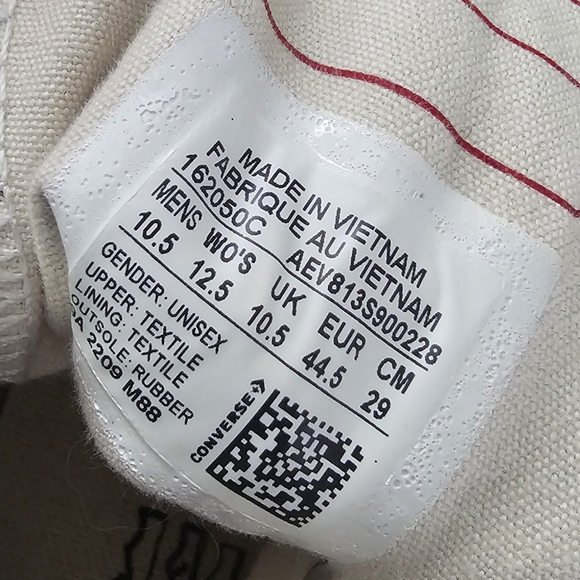 MADE IN VIETNAM
FABRIQUE AU VIETNAM
162050C AEV813S900228
MENS WO'S UK EUR CM
10.5 12.5 10.5 44.5 29
GENDER: UNISEX
UPPER: TEXTILE
LINING: TEXTILE
OUTSOLE: RUBBER
PA 2209 M88
CONVERSE